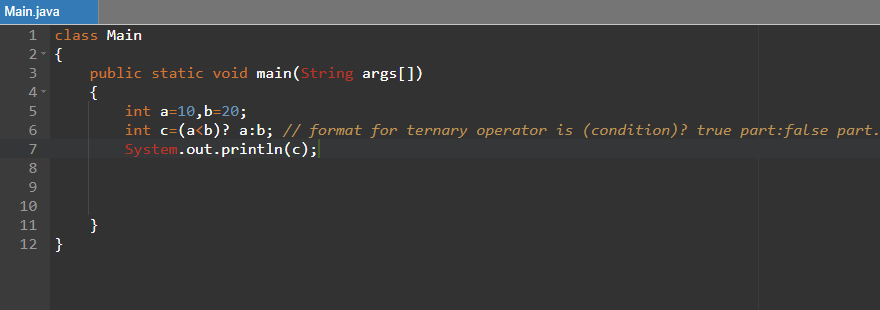 Main.java
1 class Main
2 {
3     public static void main(String args[])
4     {
5         int a=10,b=20;
6         int c=(a<b)? a:b; // format for ternary operator is (condition)? true part:false part.
7         System.out.println(c);
8
9
10
11     }
12 }